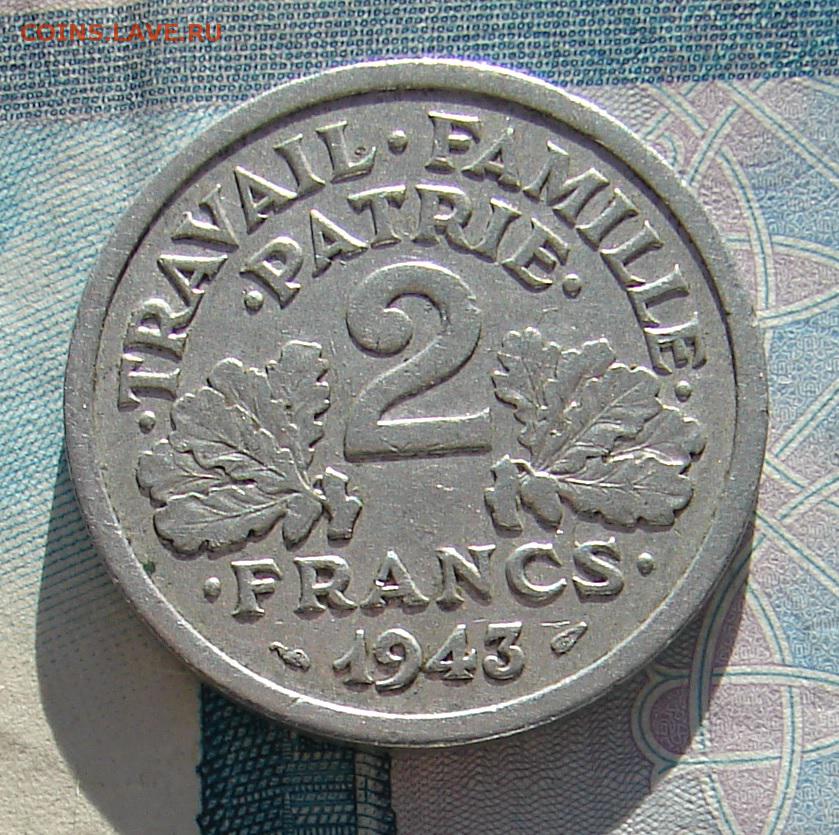 COINS.LAVE.RU
· TRAVAIL · FAMILLE ·
· PATRIE ·
2
· FRANCS ·
1943